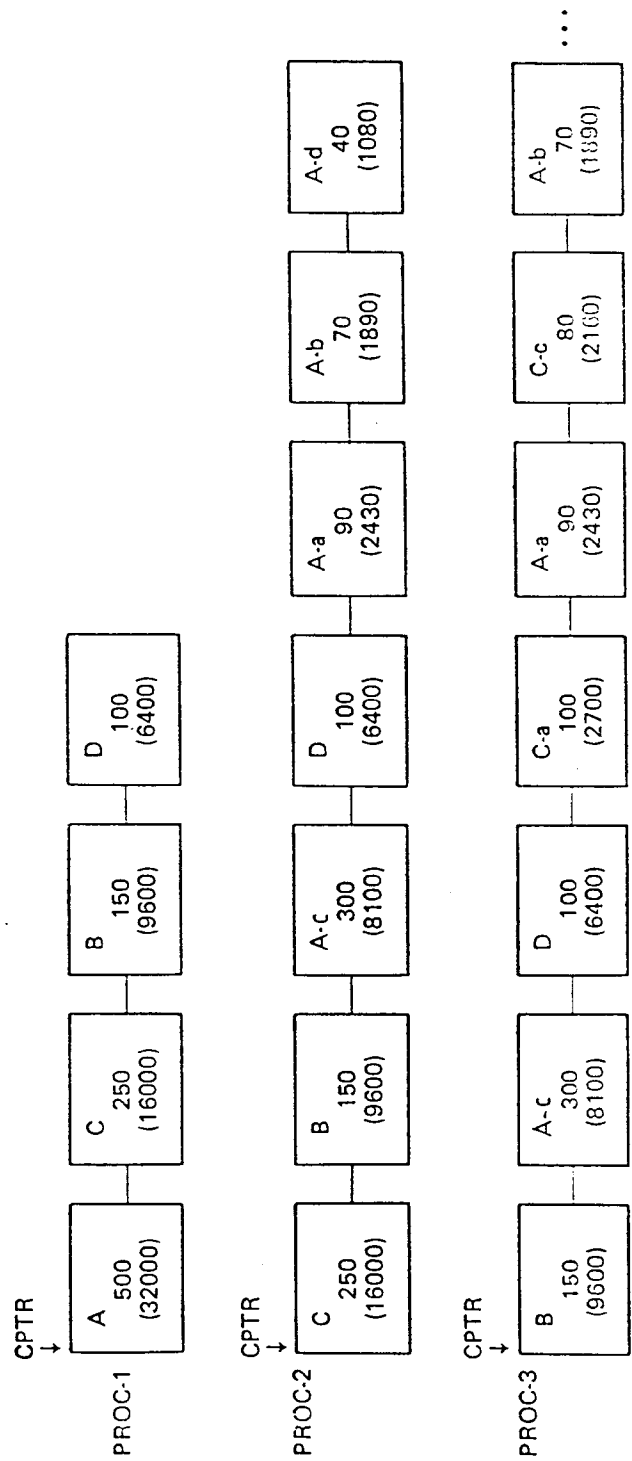 CPTR
↓
PROC-1
A
500
(32000)
C
250
(16000)
B
150
(9600)
D
100
(6400)
CPTR
↓
PROC-2
C
250
(16000)
B
150
(9600)
A-c
300
(8100)
D
100
(6400)
A-a
90
(2430)
A-b
70
(1890)
A-d
40
(1080)
CPTR
↓
PROC-3
B
150
(9600)
A-c
300
(8100)
D
100
(6400)
C-a
100
(2700)
A-a
90
(2430)
C-c
80
(2160)
A-b
70
(1890)
...